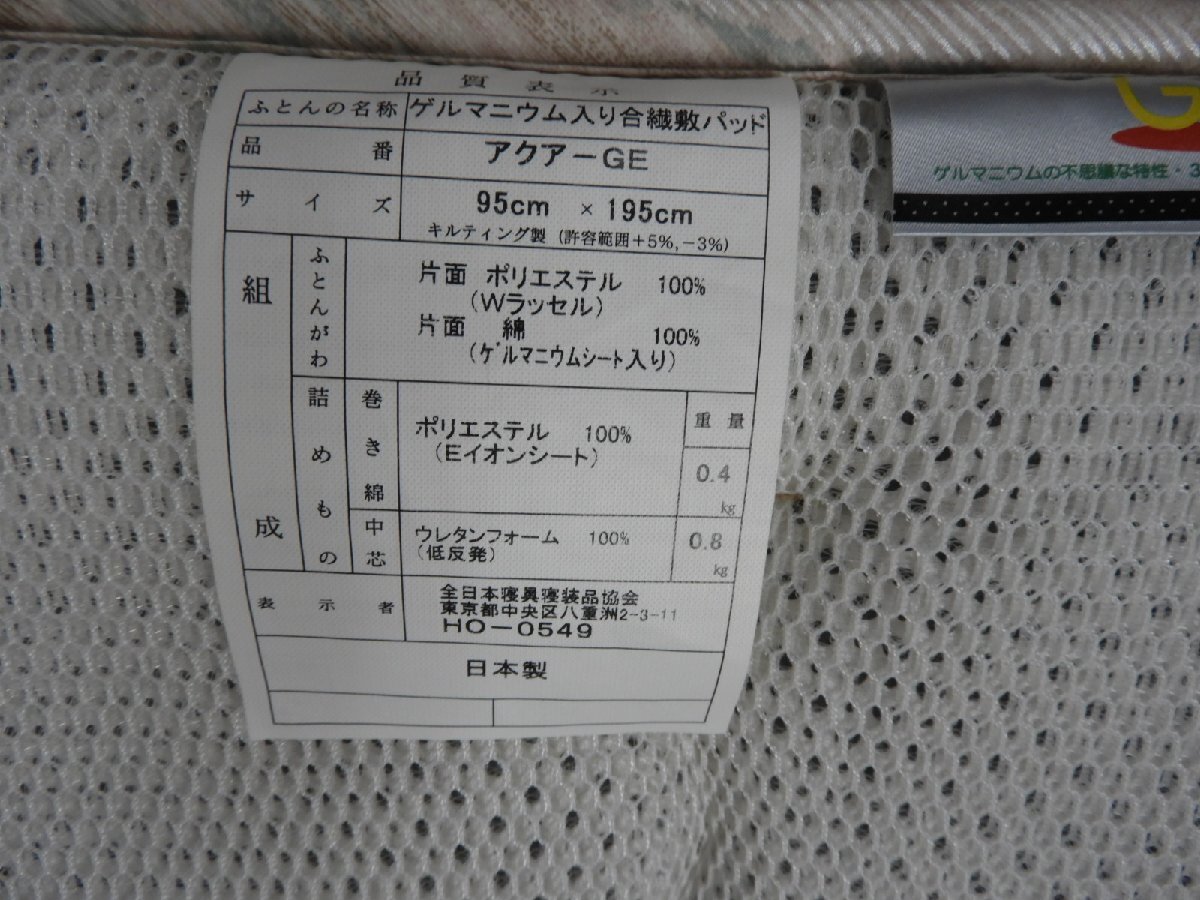 品質表示
ふとんの名称 ゲルマニウム入り合繊敷パッド
品番 アクアーGE
サイズ 95cm × 195cm
キルティング製 (許容範囲+5%,-3%)
組成
ふとんがわ
片面 ポリエステル 100%
(Wラッセル)
片面 綿 100%
(ゲルマニウムシート入り)
詰めもの
巻き綿
ポリエステル 100%
(Eイオンシート)
重量
0.4
kg
中芯
ウレタンフォーム 100%
(低反発)
0.8
kg
表示者
全日本寝具寝装品協会
東京都中央区八重洲2-3-11
HO-0549
日本製
G
ゲルマニウムの不思議な特性・3